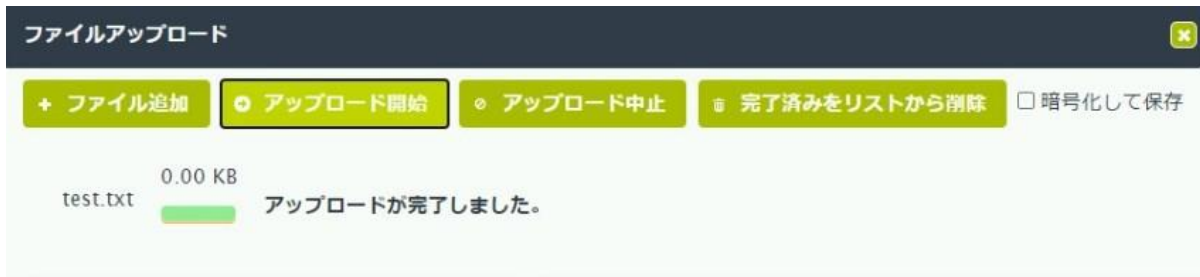 ファイルアップロード
ファイル追加 アップロード開始 アップロード中止 完了済みをリストから削除 暗号化して保存
0.00 KB
test.txt アップロードが完了しました。